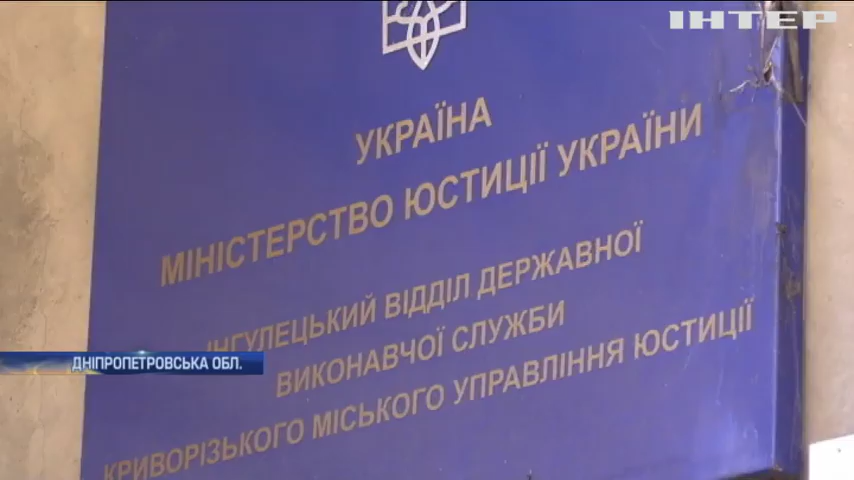 ІНТЕР
УКРАЇНА
МІНІСТЕРСТВО ЮСТИЦІЇ УКРАЇНИ
ІНГУЛЕЦЬКИЙ ВІДДІЛ ДЕРЖАВНОЇ
ВИКОНАВЧОЇ СЛУЖБИ
КРИВОРІЗЬКОГО МІСЬКОГО УПРАВЛІННЯ ЮСТИЦІЇ
ДНІПРОПЕТРОВСЬКА ОБЛ.